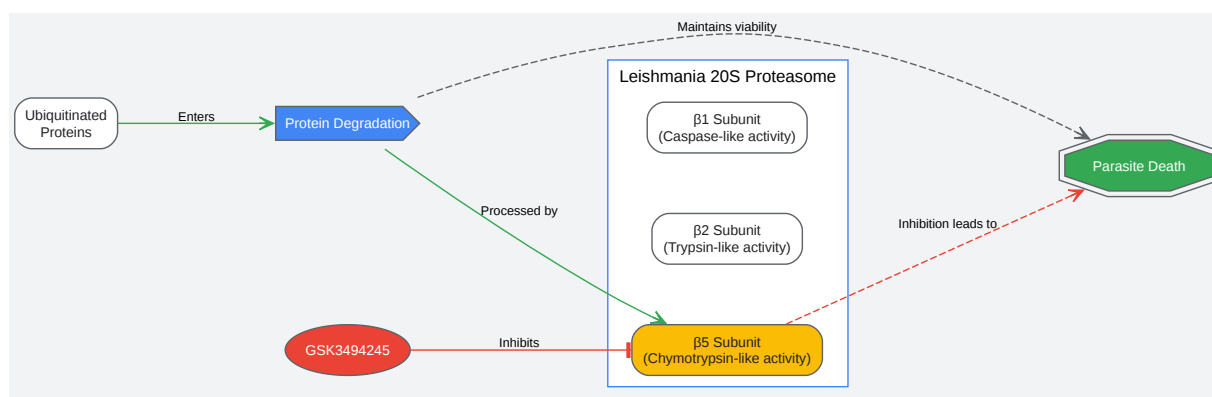 Maintains viability
Leishmania 20S Proteasome
Ubiquitinated
Proteins
Enters
Protein Degradation
β1 Subunit
(Caspase-like activity)
Parasite Death
Processed by
β2 Subunit
(Trypsin-like activity)
Inhibition leads to
GSK3494245
Inhibits
β5 Subunit
(Chymotrypsin-like activity)